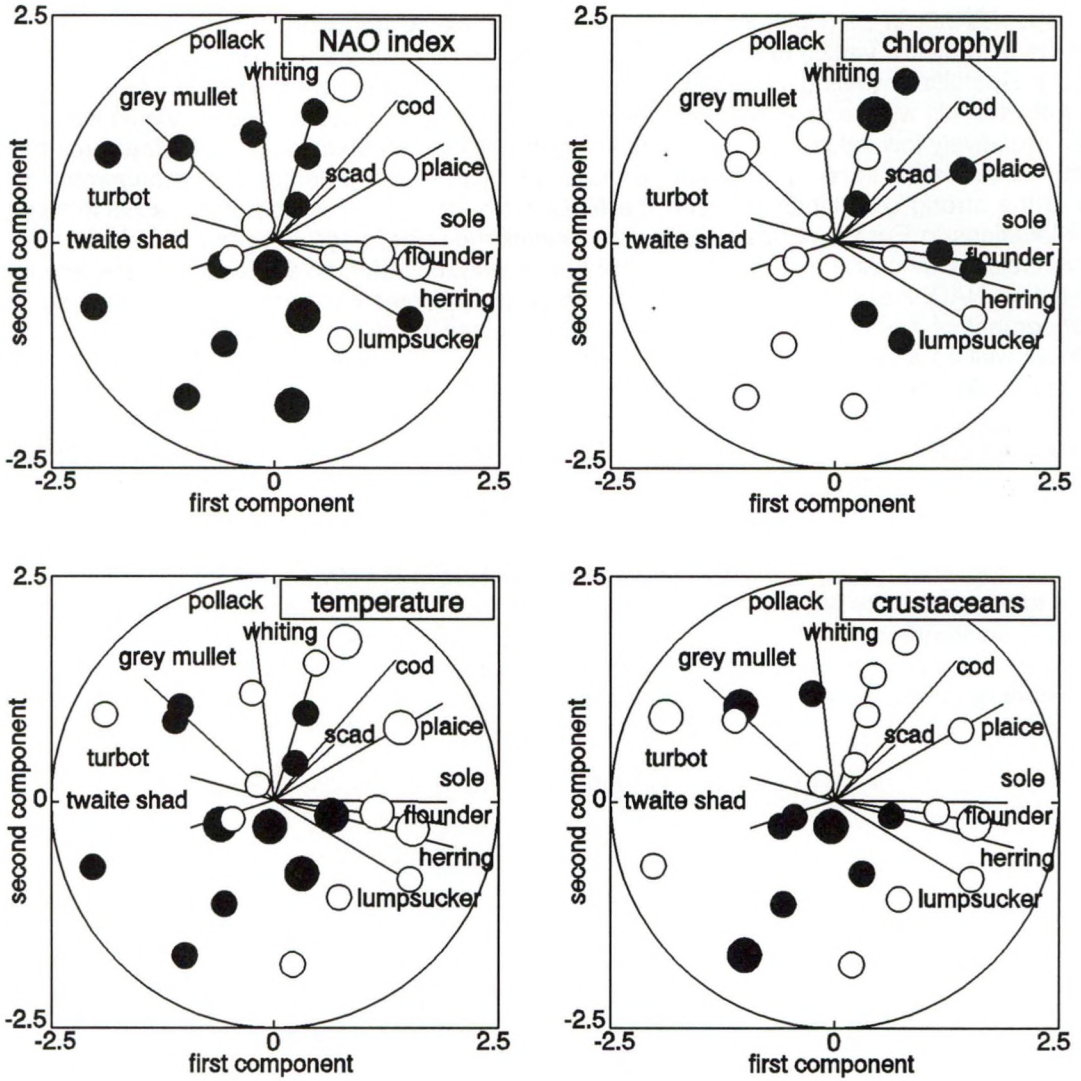 2.5
pollack
NAO index
whiting
grey mullet
cod
scad
plaice
turbot
sole
0
twaite shad
flounder
herring
lumpsucker
second component
-2.5
-2.5
0
2.5
first component
2.5
pollack
chlorophyll
whiting
grey mullet
cod
scad
plaice
turbot
sole
0
twaite shad
flounder
herring
lumpsucker
second component
-2.5
-2.5
0
2.5
first component
2.5
pollack
temperature
whiting
grey mullet
cod
scad
plaice
turbot
sole
0
twaite shad
flounder
herring
lumpsucker
second component
-2.5
-2.5
0
2.5
first component
2.5
pollack
crustaceans
whiting
grey mullet
cod
scad
plaice
turbot
sole
0
twaite shad
flounder
herring
lumpsucker
second component
-2.5
-2.5
0
2.5
first component